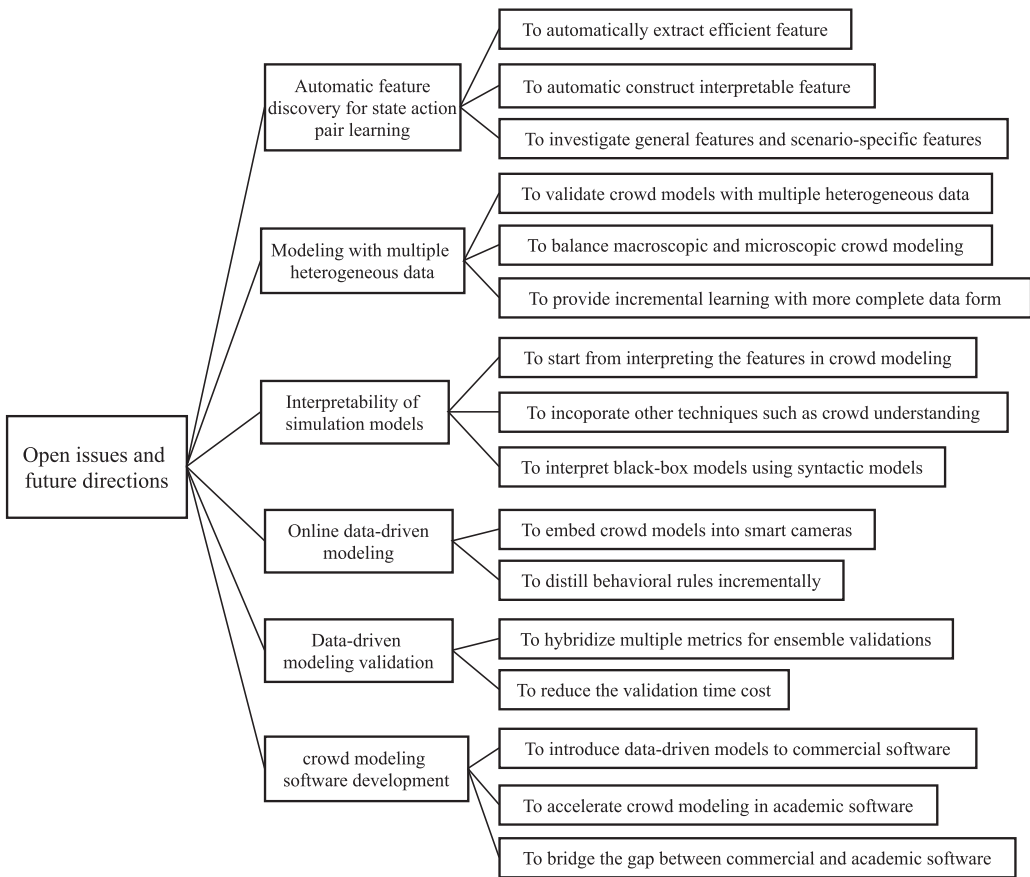 Open issues and
future directions
Automatic feature
discovery for state action
pair learning
To automatically extract efficient feature
To automatic construct interpretable feature
To investigate general features and scenario-specific features
Modeling with multiple
heterogeneous data
To validate crowd models with multiple heterogeneous data
To balance macroscopic and microscopic crowd modeling
To provide incremental learning with more complete data form
Interpretability of
simulation models
To start from interpreting the features in crowd modeling
To incoporate other techniques such as crowd understanding
To interpret black-box models using syntactic models
Online data-driven
modeling
To embed crowd models into smart cameras
To distill behavioral rules incrementally
Data-driven
modeling validation
To hybridize multiple metrics for ensemble validations
To reduce the validation time cost
crowd modeling
software development
To introduce data-driven models to commercial software
To accelerate crowd modeling in academic software
To bridge the gap between commercial and academic software